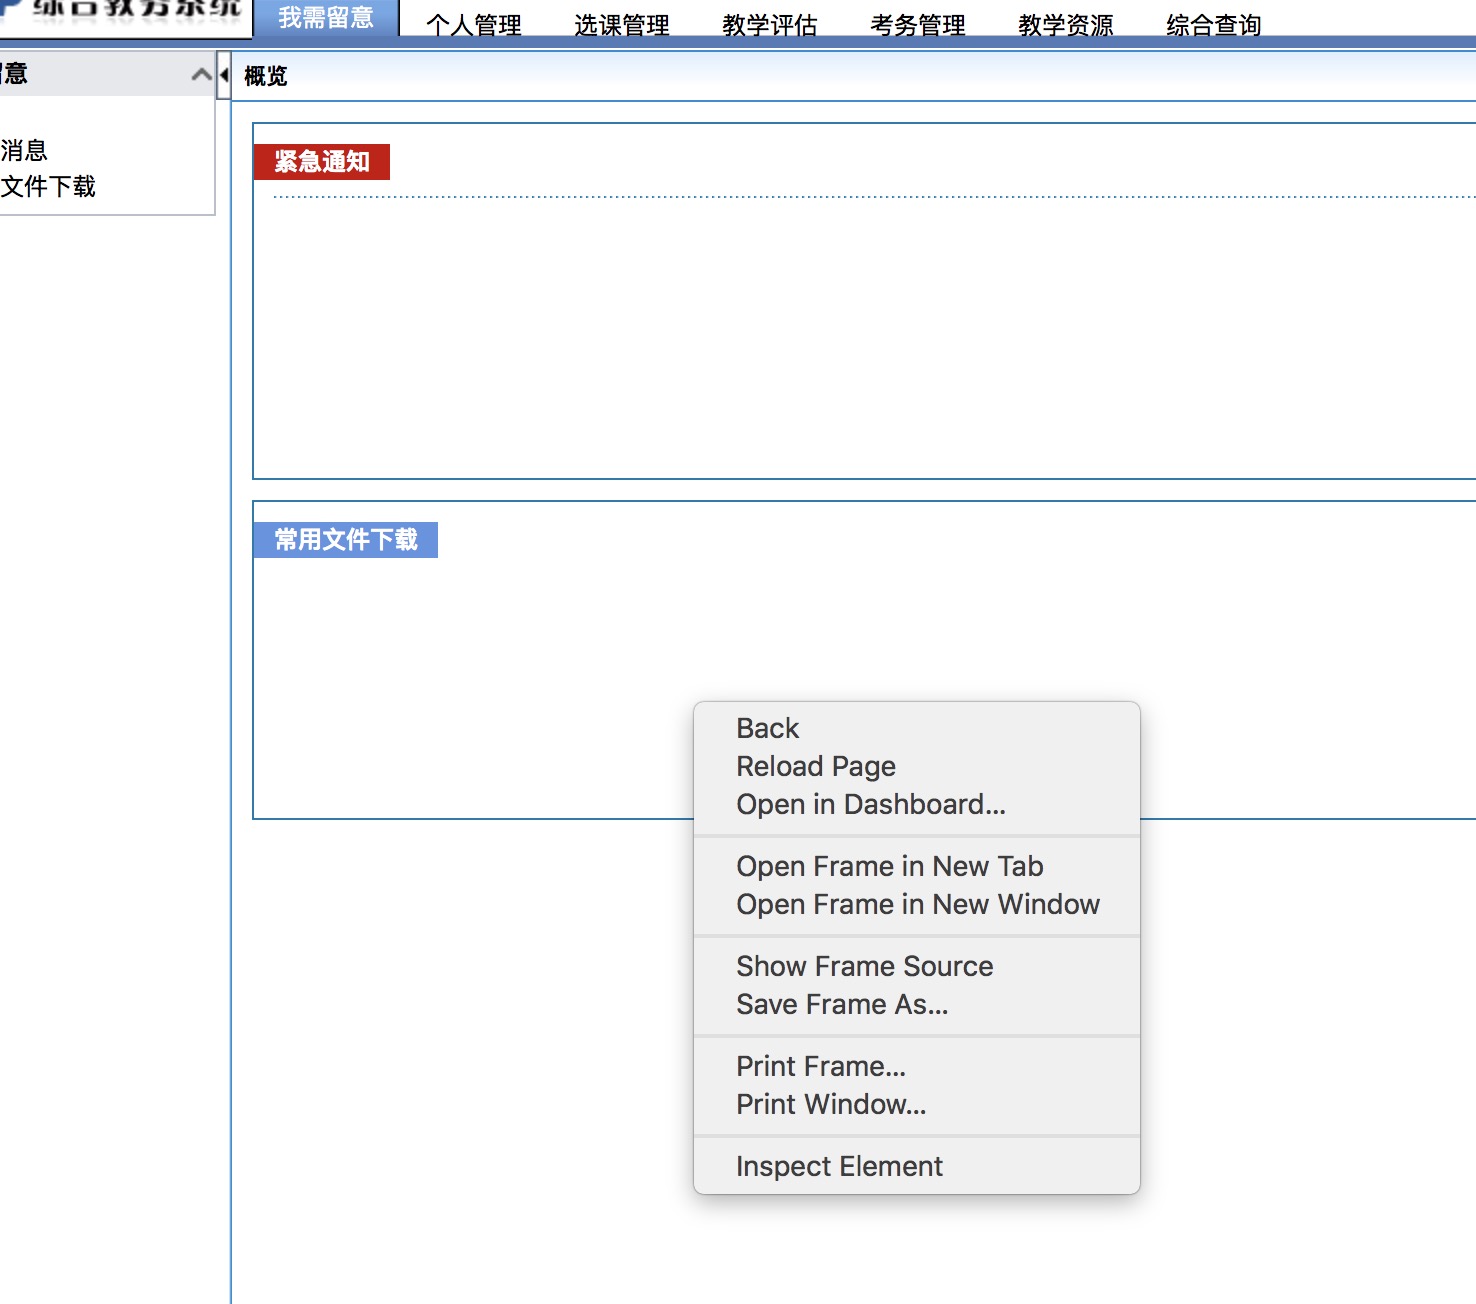 综合教务系统
我需留意
个人管理
选课管理
教学评估
考务管理
教学资源
综合查询
留意
概览
消息
文件下载
紧急通知
常用文件下载
Back
Reload Page
Open in Dashboard...
Open Frame in New Tab
Open Frame in New Window
Show Frame Source
Save Frame As...
Print Frame...
Print Window...
Inspect Element